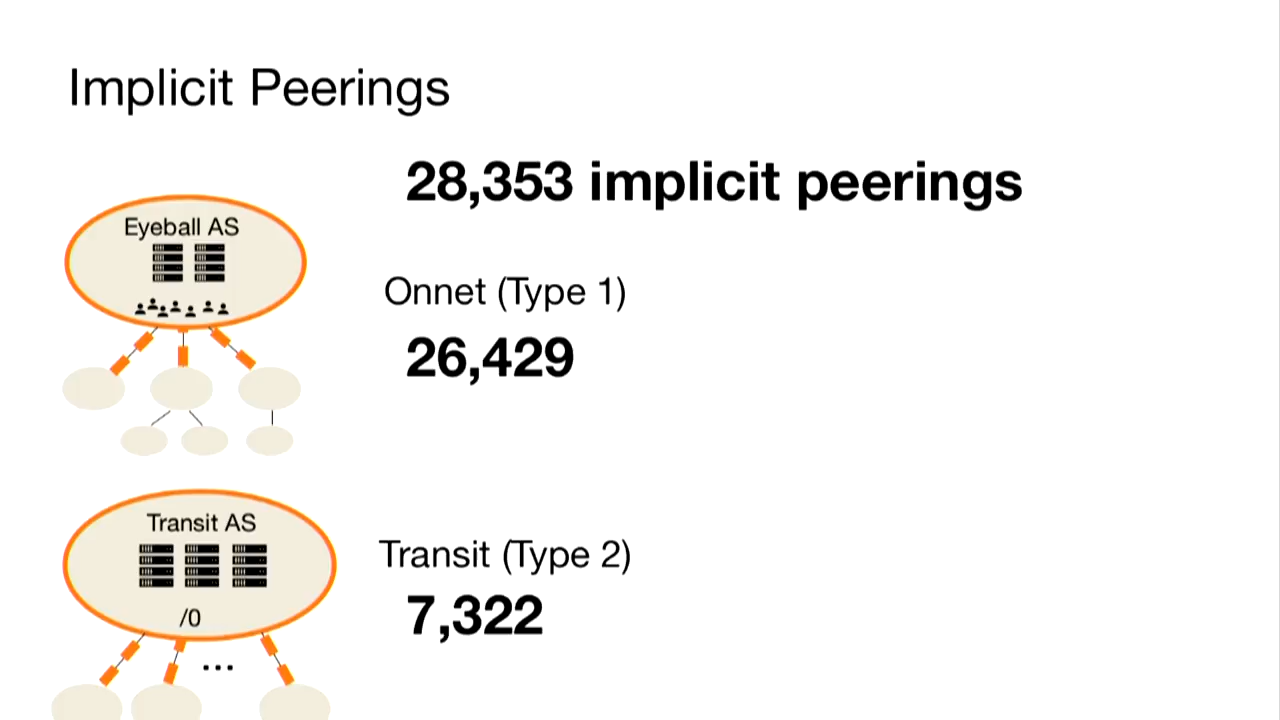 Implicit Peerings
28,353 implicit peerings
Eyeball AS
Onnet (Type 1)
26,429
Transit AS
/0
...
Transit (Type 2)
7,322